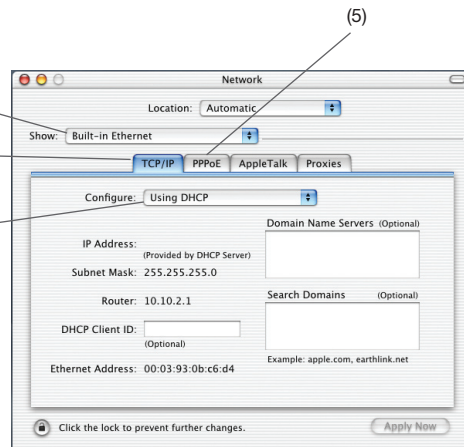 (5)
Network
Location: Automatic
Show: Built-in Ethernet
TCP/IP PPPoE AppleTalk Proxies
Configure: Using DHCP
Domain Name Servers (Optional)
IP Address:
(Provided by DHCP Server)
Subnet Mask: 255.255.255.0
Router: 10.10.2.1
Search Domains (Optional)
DHCP Client ID:
(Optional)
Example: apple.com, earthlink.net
Ethernet Address: 00:03:93:0b:c6:d4
Click the lock to prevent further changes.
Apply Now